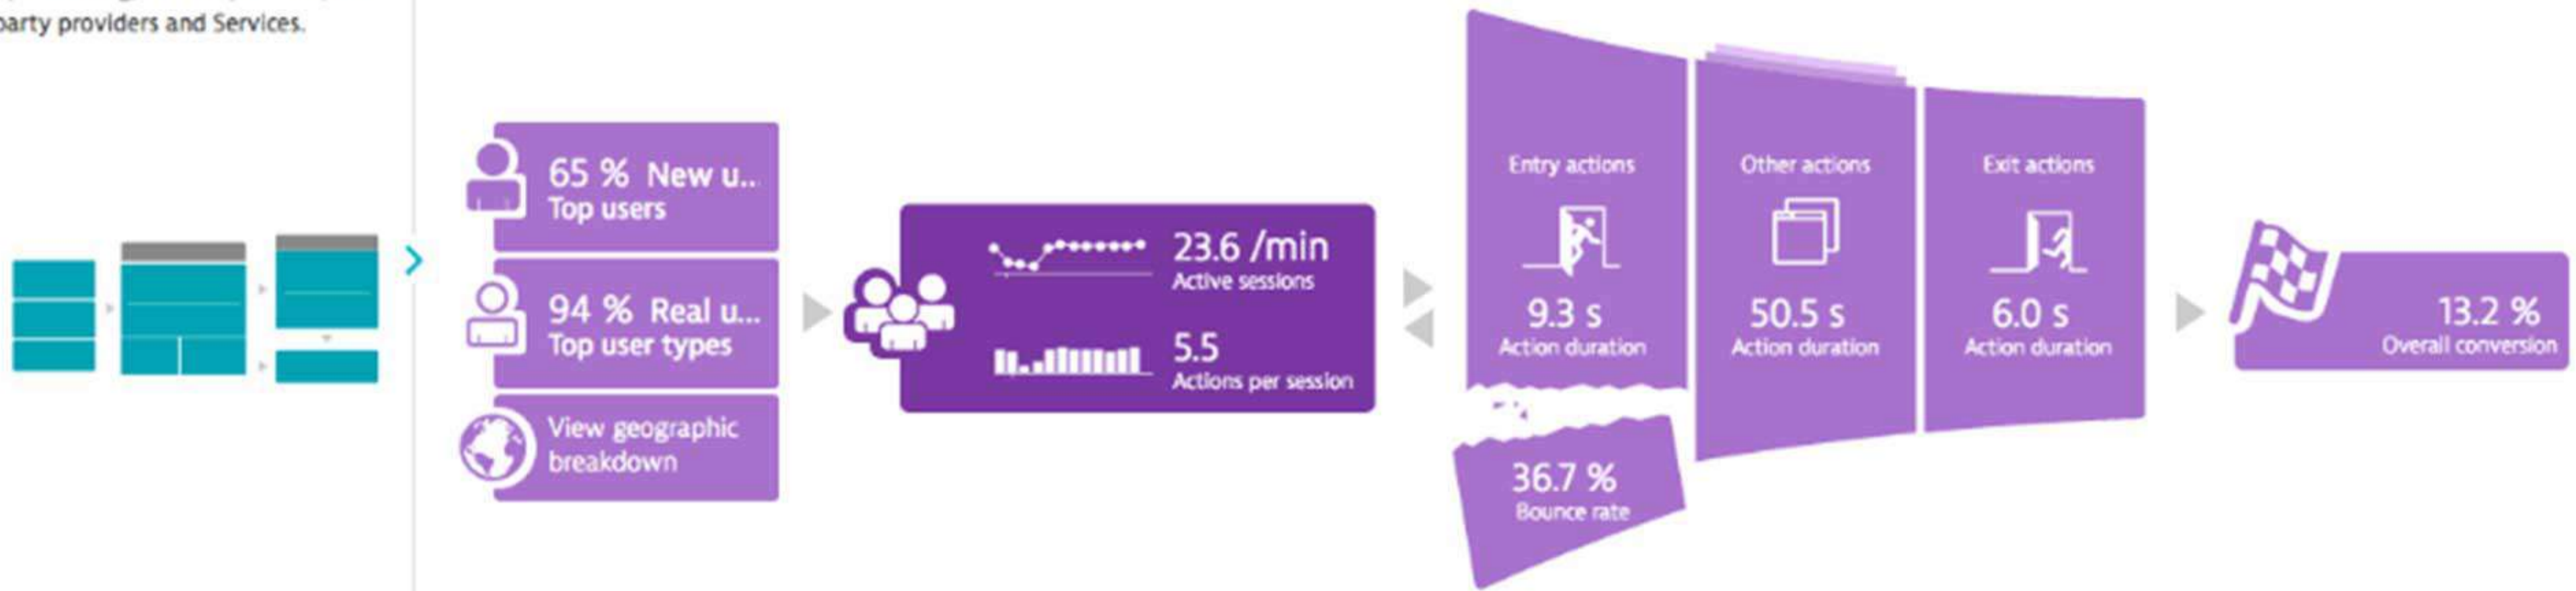 party providers and Services.
65 % New u...
Top users
94 % Real u...
Top user types
View geographic
breakdown
23.6 /min
Active sessions
5.5
Actions per session
Entry actions
9.3 s
Action duration
36.7 %
Bounce rate
Other actions
50.5 s
Action duration
Exit actions
6.0 s
Action duration
13.2 %
Overall conversion